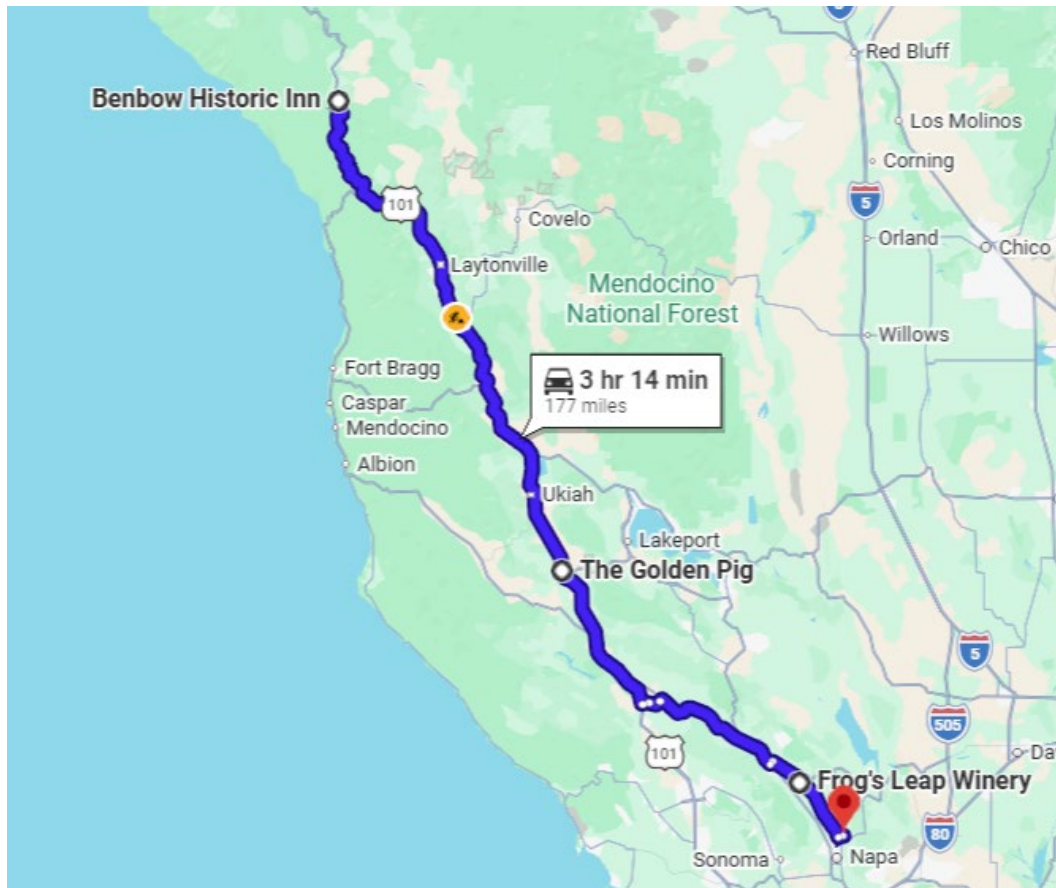 5
Red Bluff
Benbow Historic Inn
Los Molinos
Corning
101
5
Covelo
Orland
Chico
Laytonville
Mendocino
National Forest
Willows
Fort Bragg
3 hr 14 min
177 miles
Caspar
Mendocino
Albion
Ukiah
Lakeport
The Golden Pig
5
505
101
Da
Frog's Leap Winery
80
Sonoma
Napa